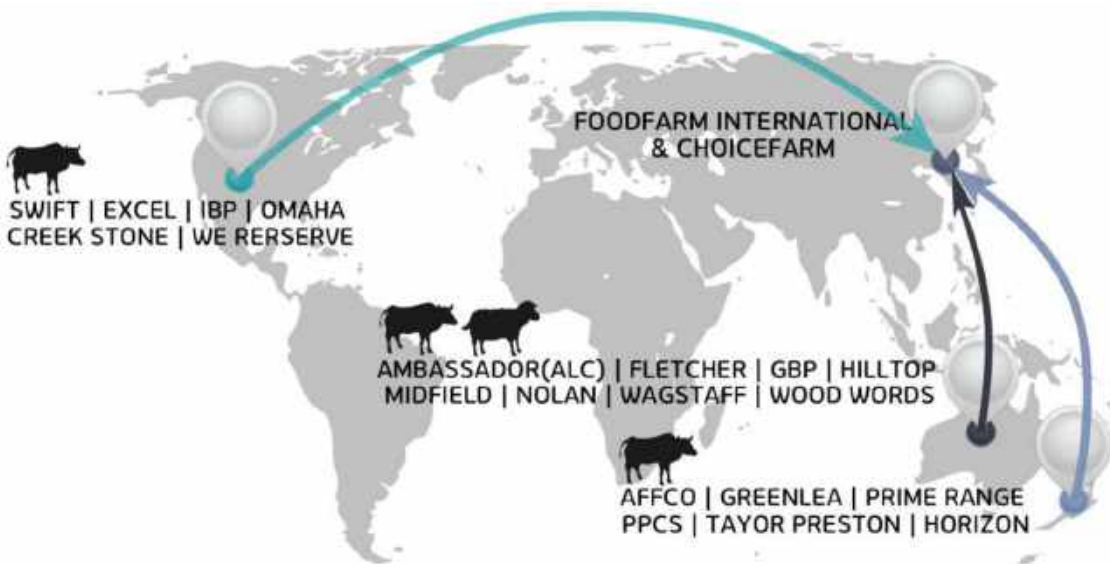 FOODFARM INTERNATIONAL
& CHOICEFARM
SWIFT | EXCEL | IBP | OMAHA
CREEK STONE | WE RERSERVE
AMBASSADOR(ALC) | FLETCHER | GBP | HILLTOP
MIDFIELD | NOLAN | WAGSTAFF | WOOD WORDS
AFFCO | GREENLEA | PRIME RANGE
PPCS | TAYOR PRESTON | HORIZON